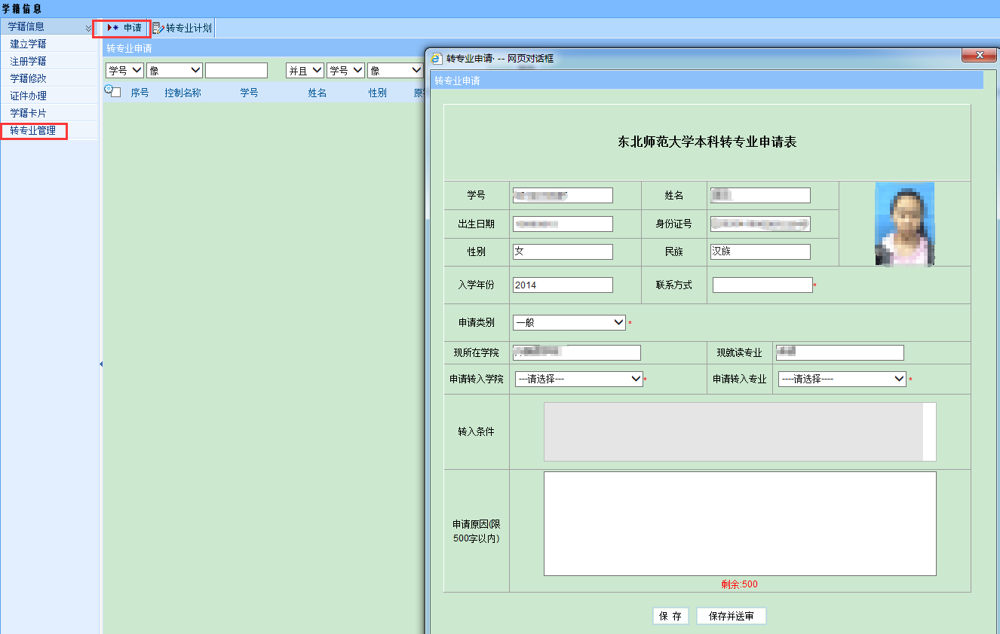 学籍信息
学籍信息
建立学籍
注册学籍
学籍修改
证件办理
学籍卡片
转专业管理
申请 转专业计划
转专业申请
学号 像 并且 学号 像
序号 控制名称 学号 姓名 性别
转专业申请· -- 网页对话框
转专业申请
东北师范大学本科转专业申请表
学号 姓名
出生日期 身份证号
性别 女 民族 汉族
入学年份 2014 联系方式 *
申请类别 一般 *
现所在学院 现就读专业
申请转入学院 ---请选择--- * 申请转入专业 ----请选择---- *
转入条件
申请原因(限
500字以内)
剩余:500
保 存 保存并送审